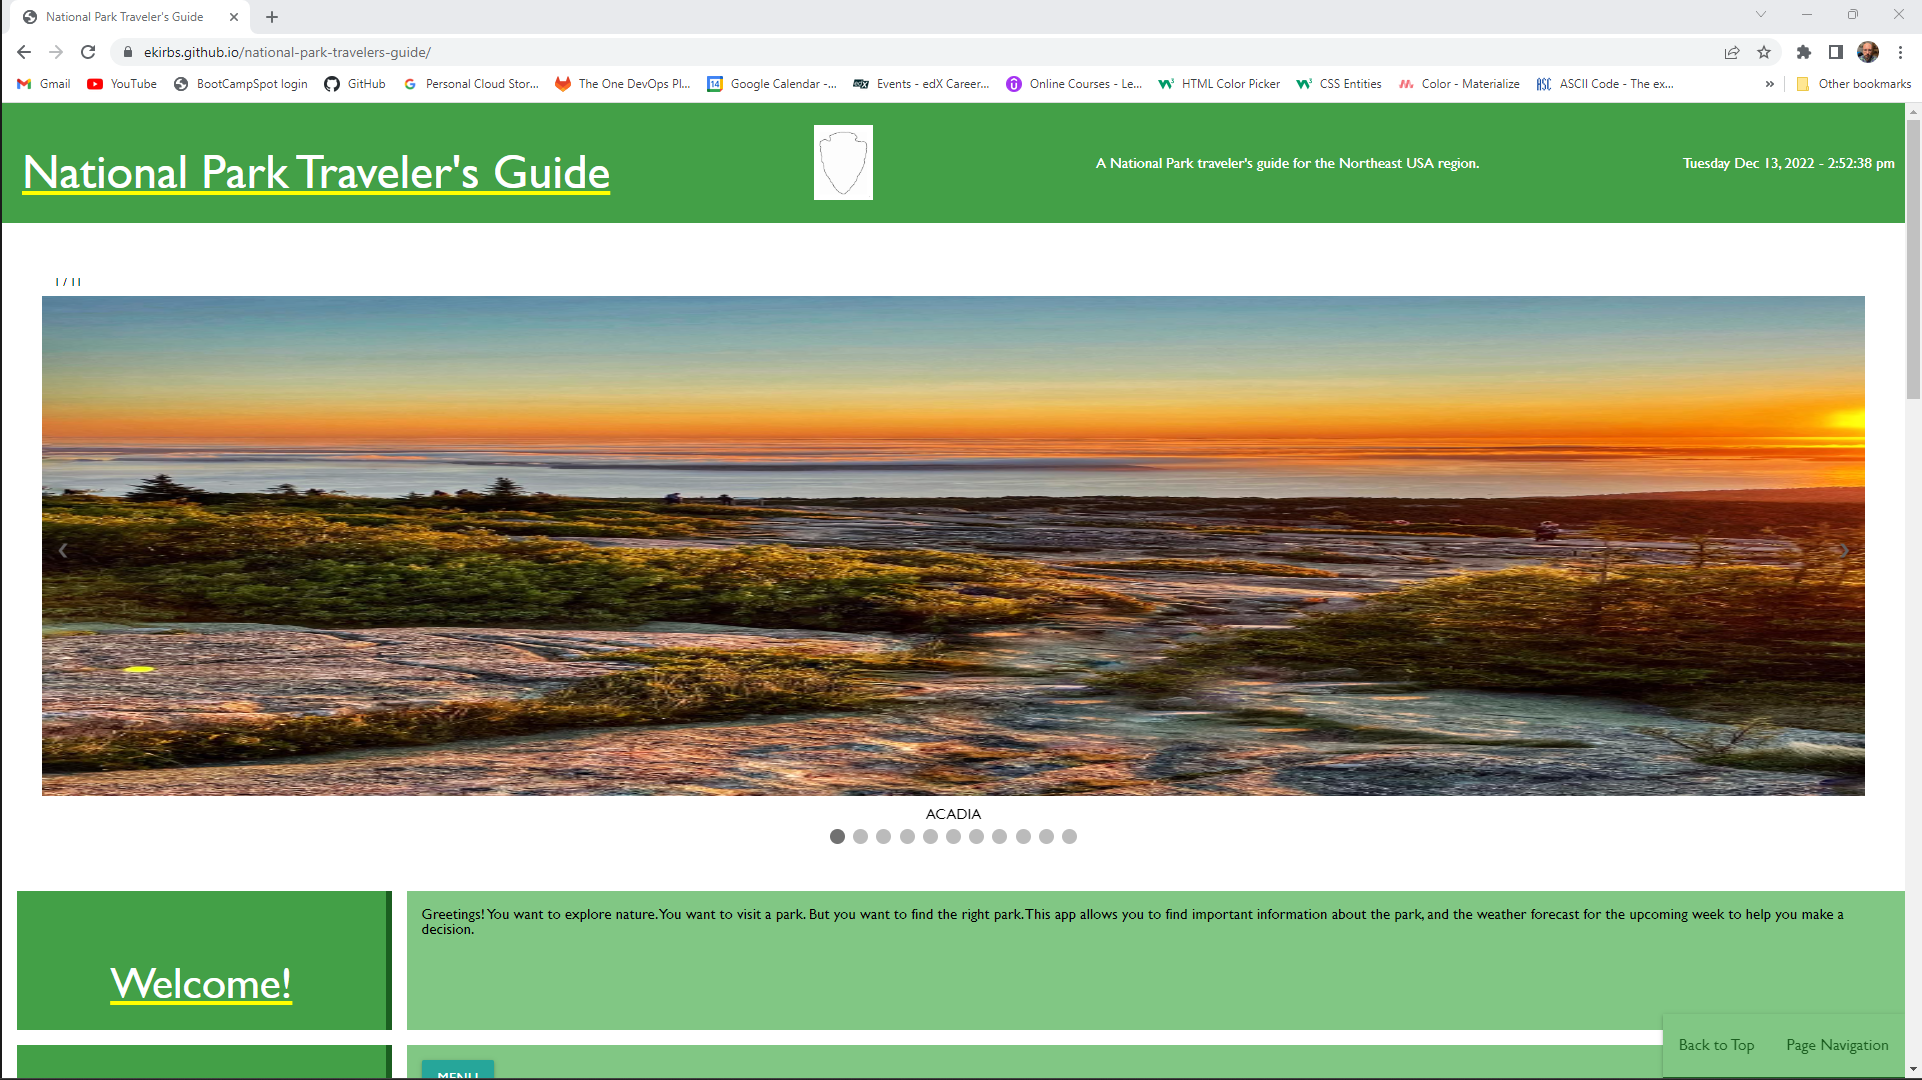 National Park Traveler's Guide
ekirbs.github.io/national-park-travelers-guide/
Gmail YouTube BootCampSpot login GitHub Personal Cloud Stor... The One DevOps Pl... 14 Google Calendar -... edX Events - edX Career... Online Courses - Le... HTML Color Picker CSS Entities Color - Materialize ASCII Code - The ex... » Other bookmarks
National Park Traveler's Guide
A National Park traveler's guide for the Northeast USA region.
Tuesday Dec 13, 2022 - 2:52:38 pm
1 / 11
ACADIA
Welcome!
Greetings! You want to explore nature. You want to visit a park. But you want to find the right park. This app allows you to find important information about the park, and the weather forecast for the upcoming week to help you make a
decision.
Back to Top Page Navigation
MENU